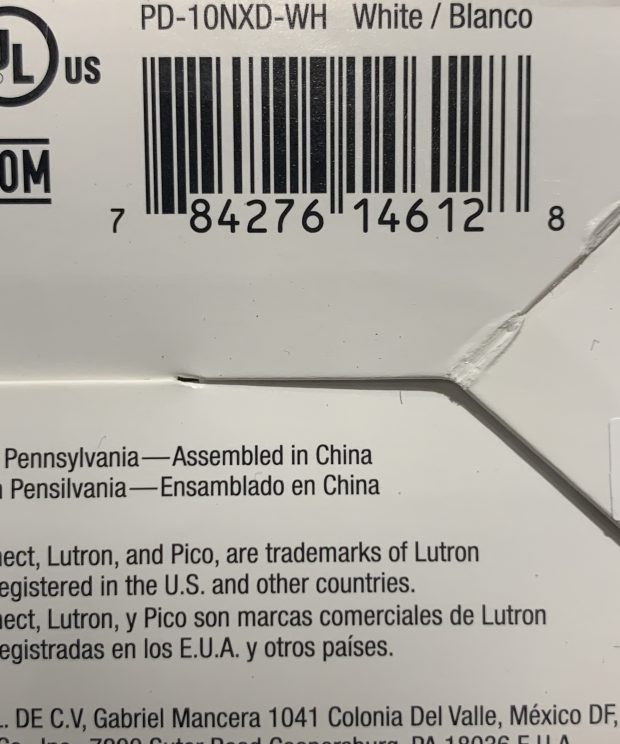 PD-10NXD-WH White / Blanco
UL US
OM
7 84276 14612 8
Pennsylvania—Assembled in China
Pensilvania—Ensamblado en China
nect, Lutron, and Pico, are trademarks of Lutron
egistered in the U.S. and other countries.
nect, Lutron, y Pico son marcas comerciales de Lutron
egistradas en los E.U.A. y otros países.
. DE C.V, Gabriel Mancera 1041 Colonia Del Valle, México DF,